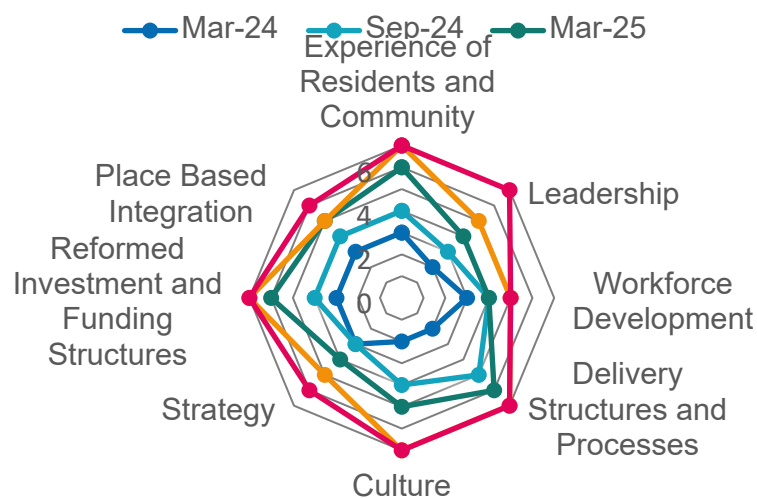 Mar-24 Sep-24 Mar-25
Experience of
Residents and
Community
Leadership
Workforce
Development
Delivery
Structures and
Processes
Culture
Strategy
Reformed
Investment and
Funding
Structures
Place Based
Integration
6
4
2
0